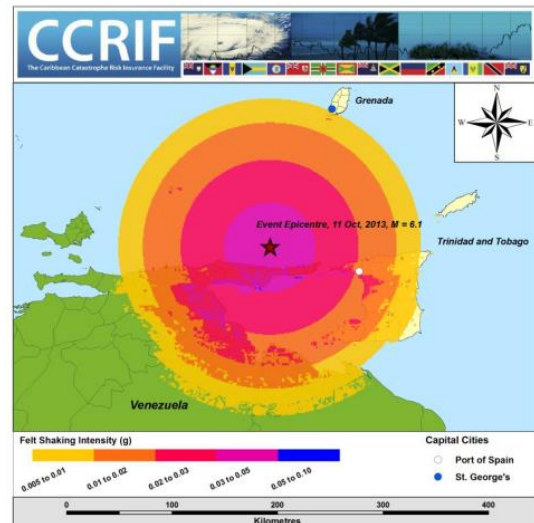 CCRIF
The Caribbean Catastrophe Risk Insurance Facility
Grenada
N
W E
S
Event Epicentre, 11 Oct, 2013, M = 6.1
Trinidad and Tobago
Venezuela
Felt Shaking Intensity (g)
0.005 to 0.01
0.01 to 0.02
0.02 to 0.03
0.03 to 0.05
0.05 to 0.10
Capital Cities
Port of Spain
St. George's
0 100 200 300 400
Kilometres